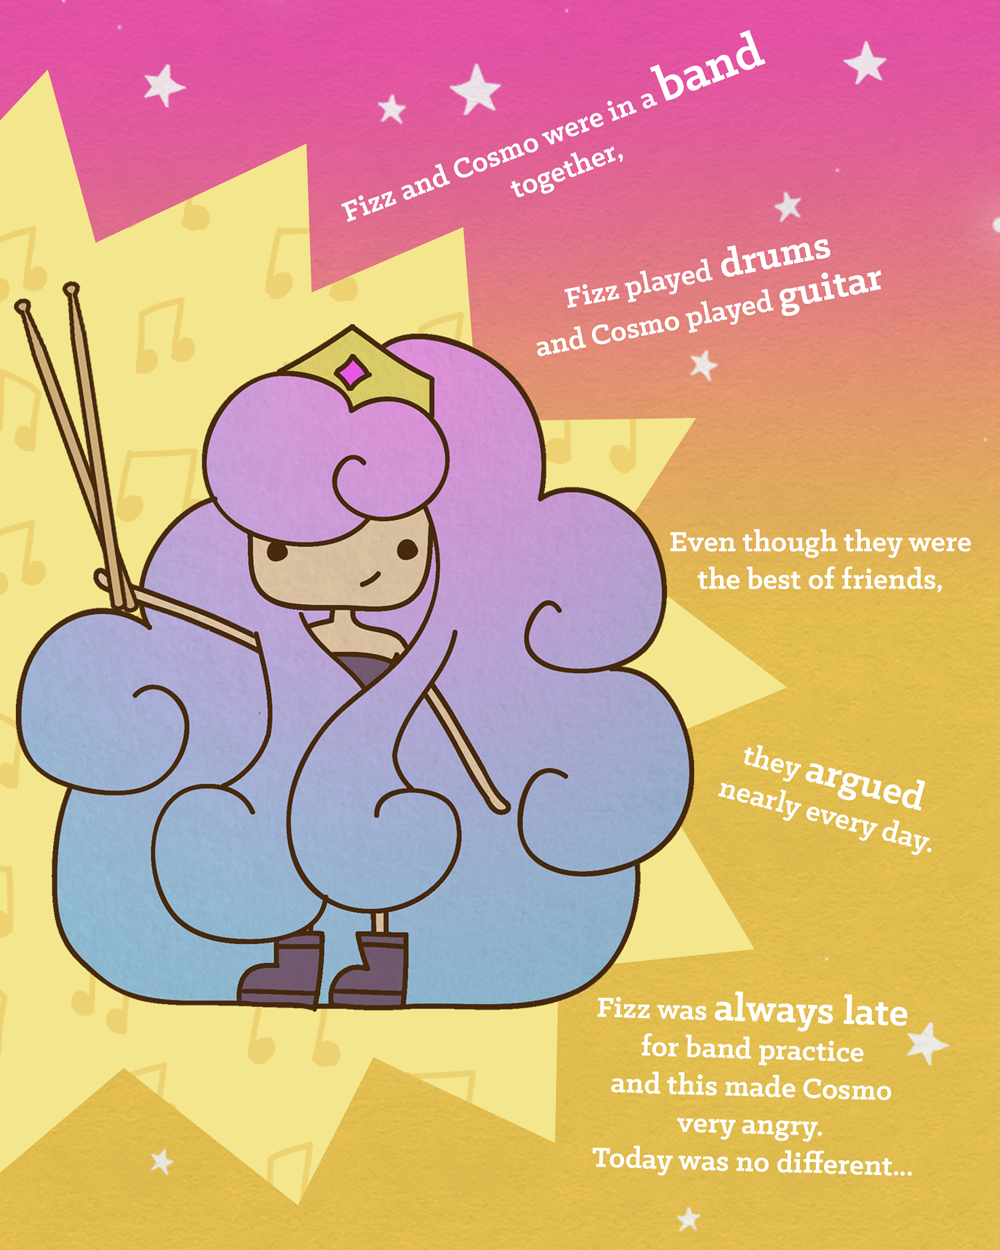 Fizz and Cosmo were in a band
together,
Fizz played drums
and Cosmo played guitar
Even though they were
the best of friends,
they argued
nearly every day.
Fizz was always late
for band practice
and this made Cosmo
very angry.
Today was no different...